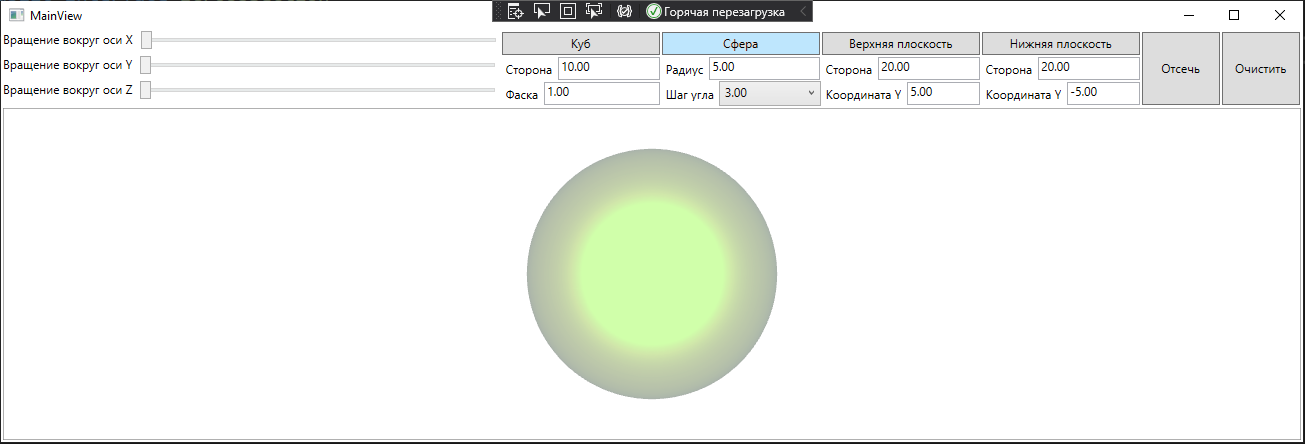 MainView
Горячая перезагрузка
Вращение вокруг оси X
Вращение вокруг оси Y
Вращение вокруг оси Z
Куб
Сторона 10.00
Фаска 1.00
Сфера
Радиус 5.00
Шаг угла 3.00
Верхняя плоскость
Сторона 20.00
Координата Y 5.00
Нижняя плоскость
Сторона 20.00
Координата Y -5.00
Отсечь
Очистить